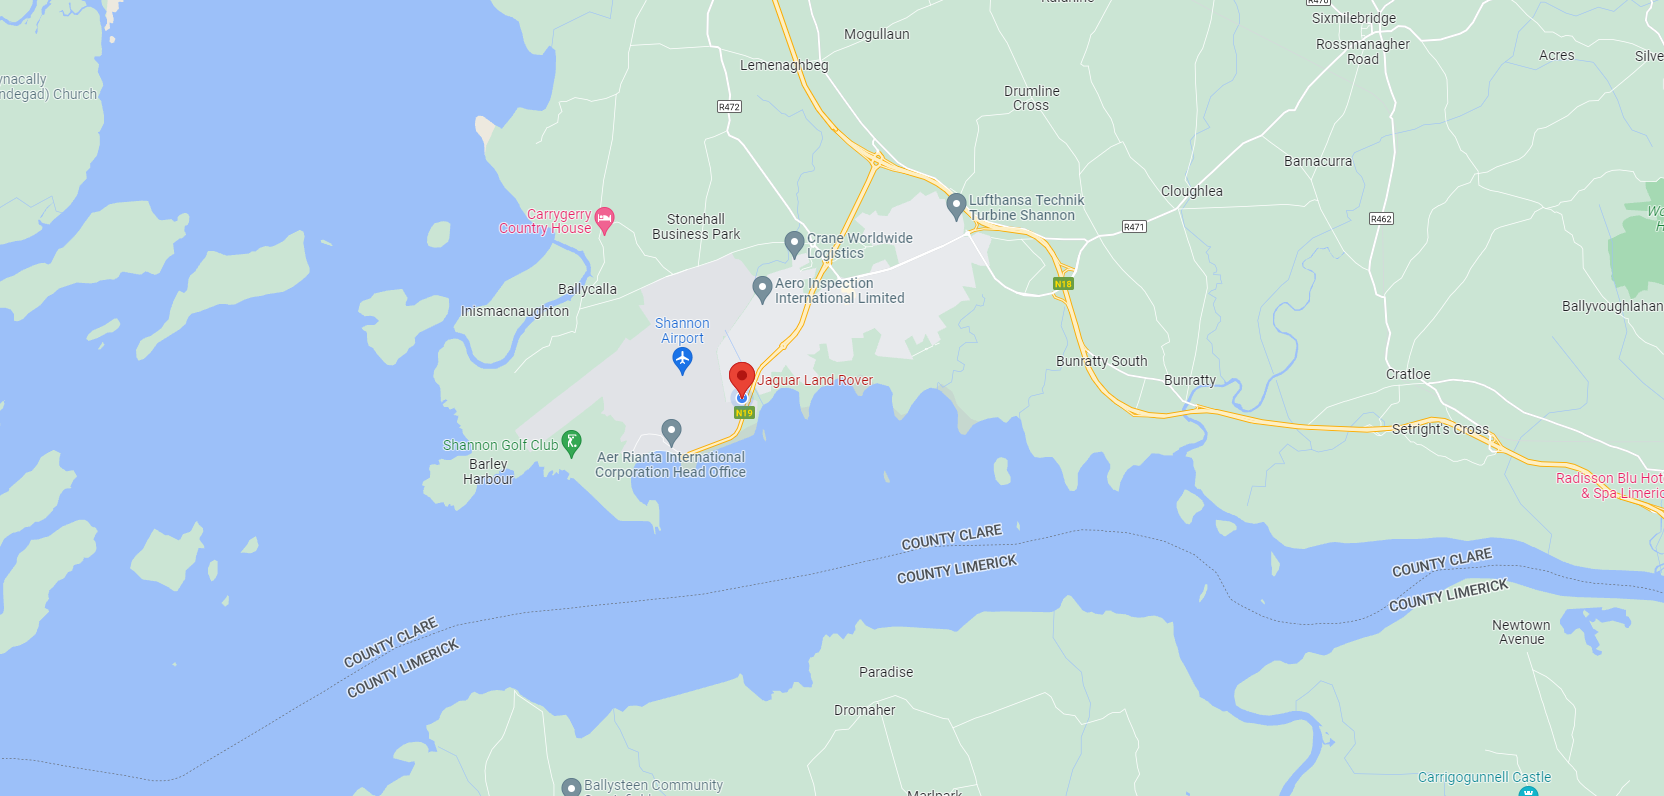 Mogullaun
Sixmilebridge
Rossmanagher
Road
Acres
Lemenaghbeg
Drumline
Cross
R472
ndegad) Church
Barnacurra
Cloughlea
Lufthansa Technik
Turbine Shannon
Carrygerry
Country House
Stonehall
Business Park
R462
R471
Crane Worldwide
Logistics
Aero Inspection
International Limited
N18
Ballycalla
Inismacnaughton
Ballyvoughlahan
Shannon
Airport
Bunratty South
Bunratty
Cratloe
Jaguar Land Rover
N19
Setright's Cross
Shannon Golf Club
Barley
Harbour
Aer Rianta International
Corporation Head Office
Radisson Blu Hot
& Spa Limeric
COUNTY CLARE
COUNTY LIMERICK
COUNTY CLARE
COUNTY LIMERICK
COUNTY CLARE
COUNTY LIMERICK
Newtown
Avenue
Paradise
Dromaher
Carrigogunnell Castle
Ballysteen Community